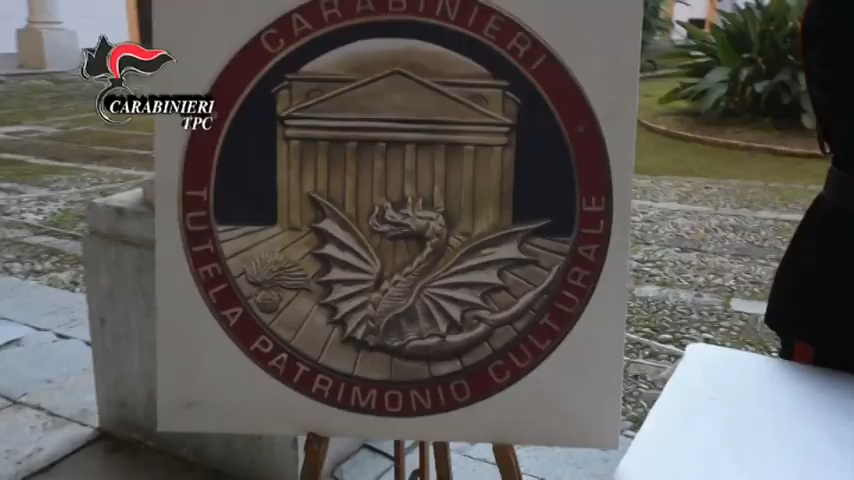 CARABINIERI
TPC
CARABINIERI
TUTELA PATRIMONIO CULTURALE